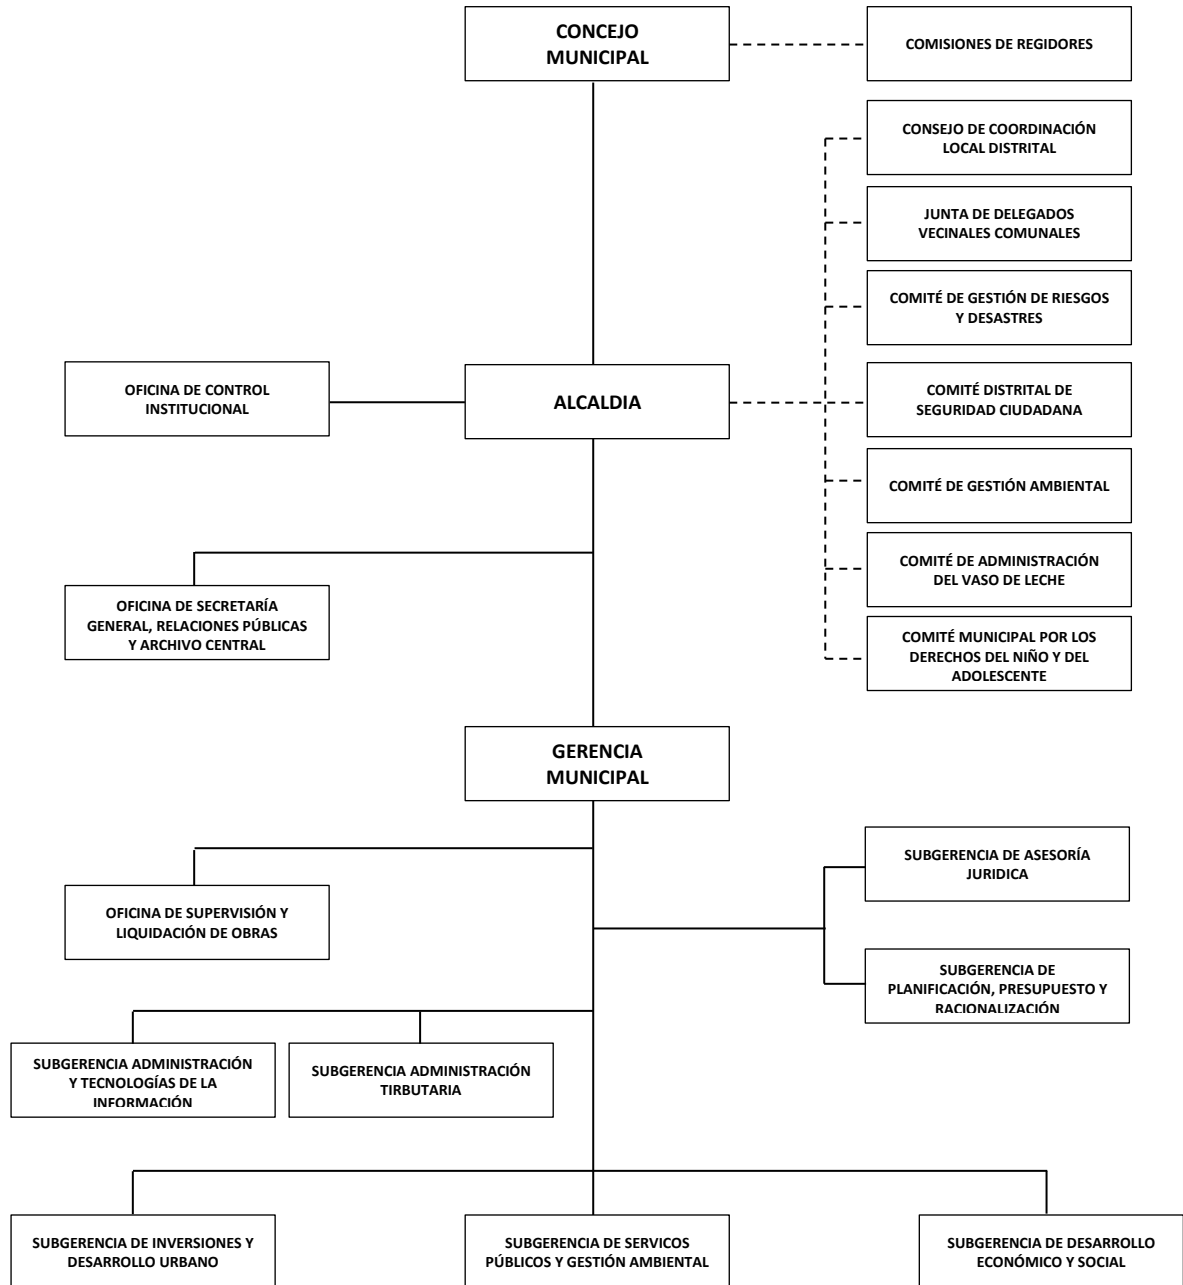 CONCEJO
MUNICIPAL
COMISIONES DE REGIDORES
CONSEJO DE COORDINACIÓN
LOCAL DISTRITAL
JUNTA DE DELEGADOS
VECINALES COMUNALES
COMITÉ DE GESTIÓN DE RIESGOS
Y DESASTRES
OFICINA DE CONTROL
INSTITUCIONAL
ALCALDIA
COMITÉ DISTRITAL DE
SEGURIDAD CIUDADANA
COMITÉ DE GESTIÓN AMBIENTAL
COMITÉ DE ADMINISTRACIÓN
DEL VASO DE LECHE
OFICINA DE SECRETARÍA
GENERAL, RELACIONES PÚBLICAS
Y ARCHIVO CENTRAL
COMITÉ MUNICIPAL POR LOS
DERECHOS DEL NIÑO Y DEL
ADOLESCENTE
GERENCIA
MUNICIPAL
SUBGERENCIA DE ASESORÍA
JURIDICA
OFICINA DE SUPERVISIÓN Y
LIQUIDACIÓN DE OBRAS
SUBGERENCIA DE
PLANIFICACIÓN, PRESUPUESTO Y
RACIONALIZACIÓN
SUBGERENCIA ADMINISTRACIÓN
Y TECNOLOGÍAS DE LA
INFORMACIÓN
SUBGERENCIA ADMINISTRACIÓN
TIRBUTARIA
SUBGERENCIA DE INVERSIONES Y
DESARROLLO URBANO
SUBGERENCIA DE SERVICOS
PÚBLICOS Y GESTIÓN AMBIENTAL
SUBGERENCIA DE DESARROLLO
ECONÓMICO Y SOCIAL